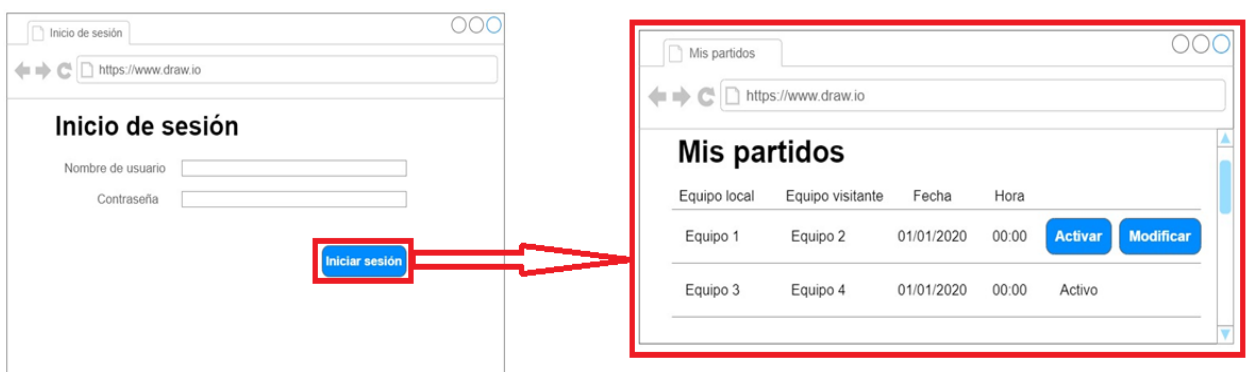 Inicio de sesión
https://www.draw.io
Inicio de sesión
Nombre de usuario
Contraseña
Iniciar sesión
Mis partidos
https://www.draw.io
Mis partidos
Equipo local Equipo visitante Fecha Hora
Equipo 1 Equipo 2 01/01/2020 00:00 Activar Modificar
Equipo 3 Equipo 4 01/01/2020 00:00 Activo